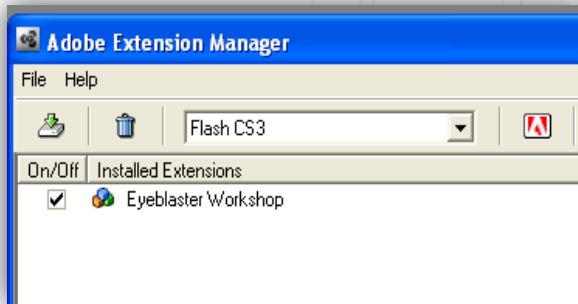 Adobe Extension Manager
File Help
Flash CS3
On/Off Installed Extensions
Eyeblaster Workshop